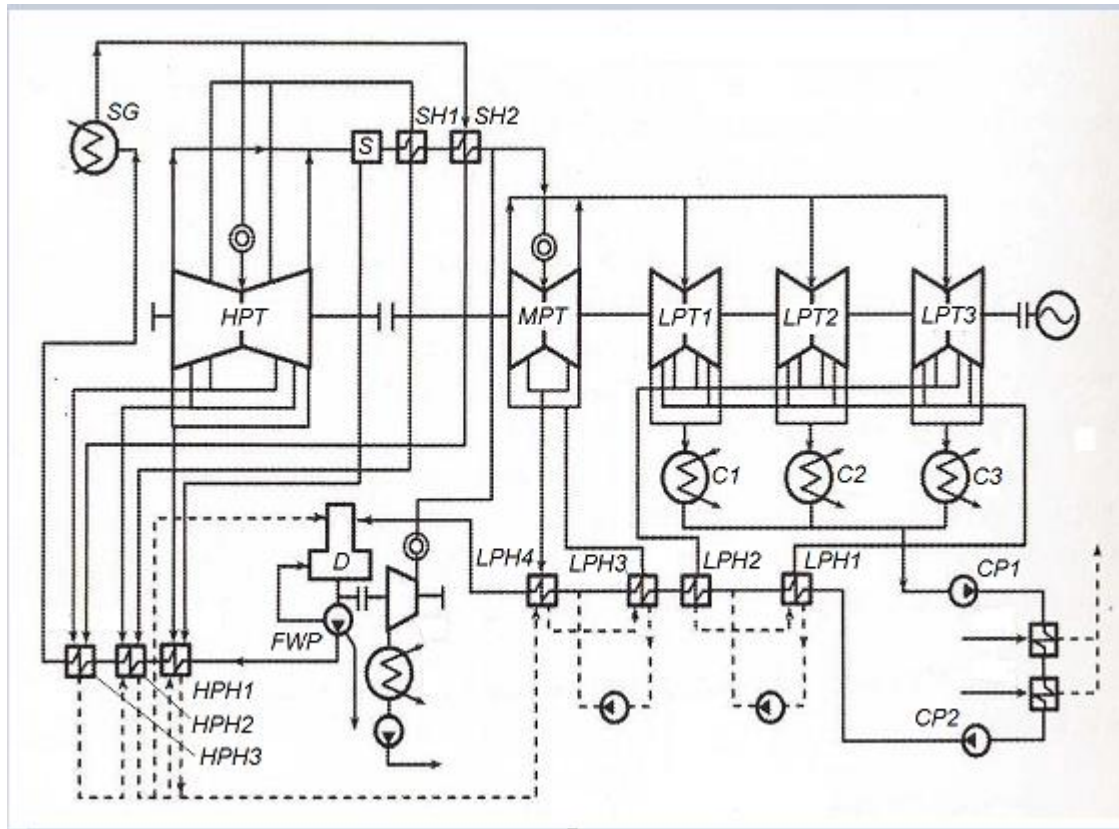 SG
SH1 SH2
S
HPT
MPT
LPT1
LPT2
LPT3
C1
C2
C3
D
LPH4
LPH3
LPH2
LPH1
CP1
FWP
HPH1
HPH2
HPH3
CP2